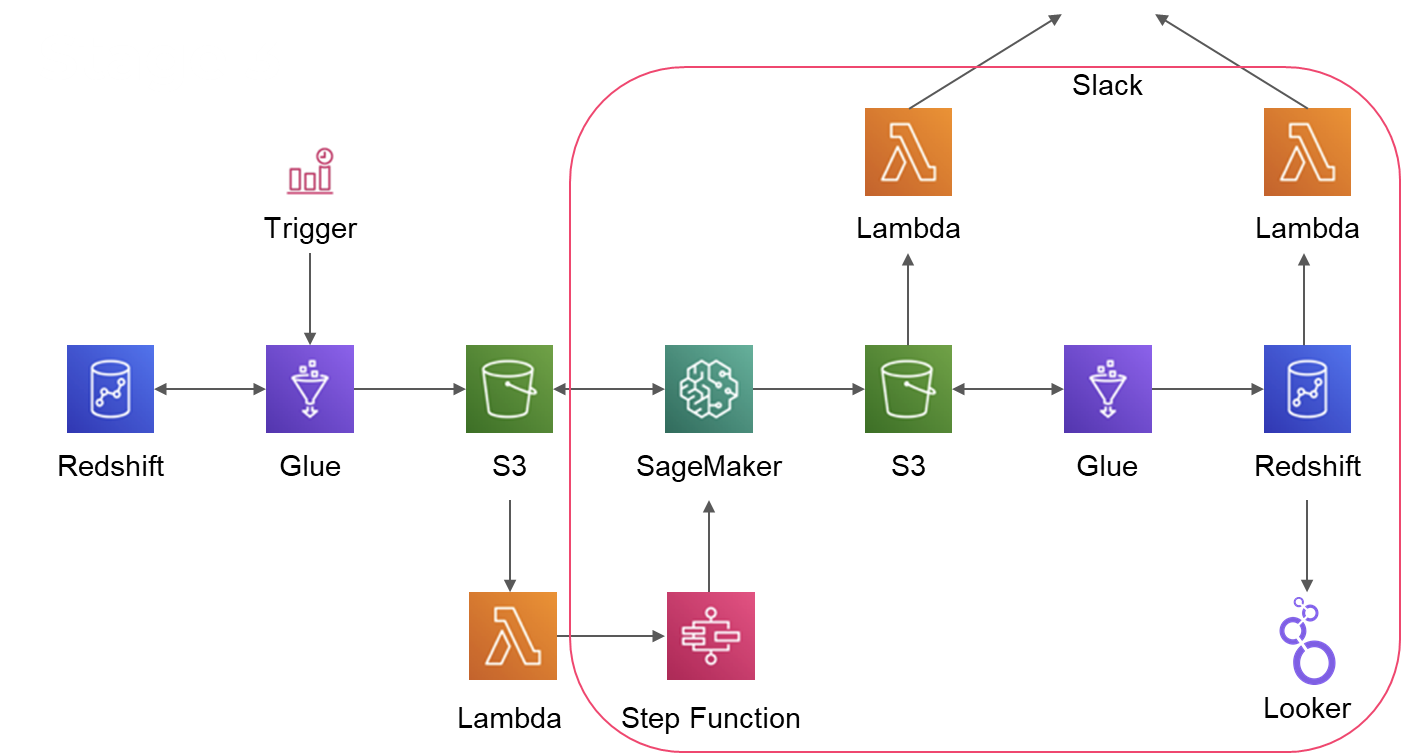 Slack
Trigger
Lambda
Lambda
Redshift
Glue
S3
SageMaker
S3
Glue
Redshift
Lambda
Step Function
Looker